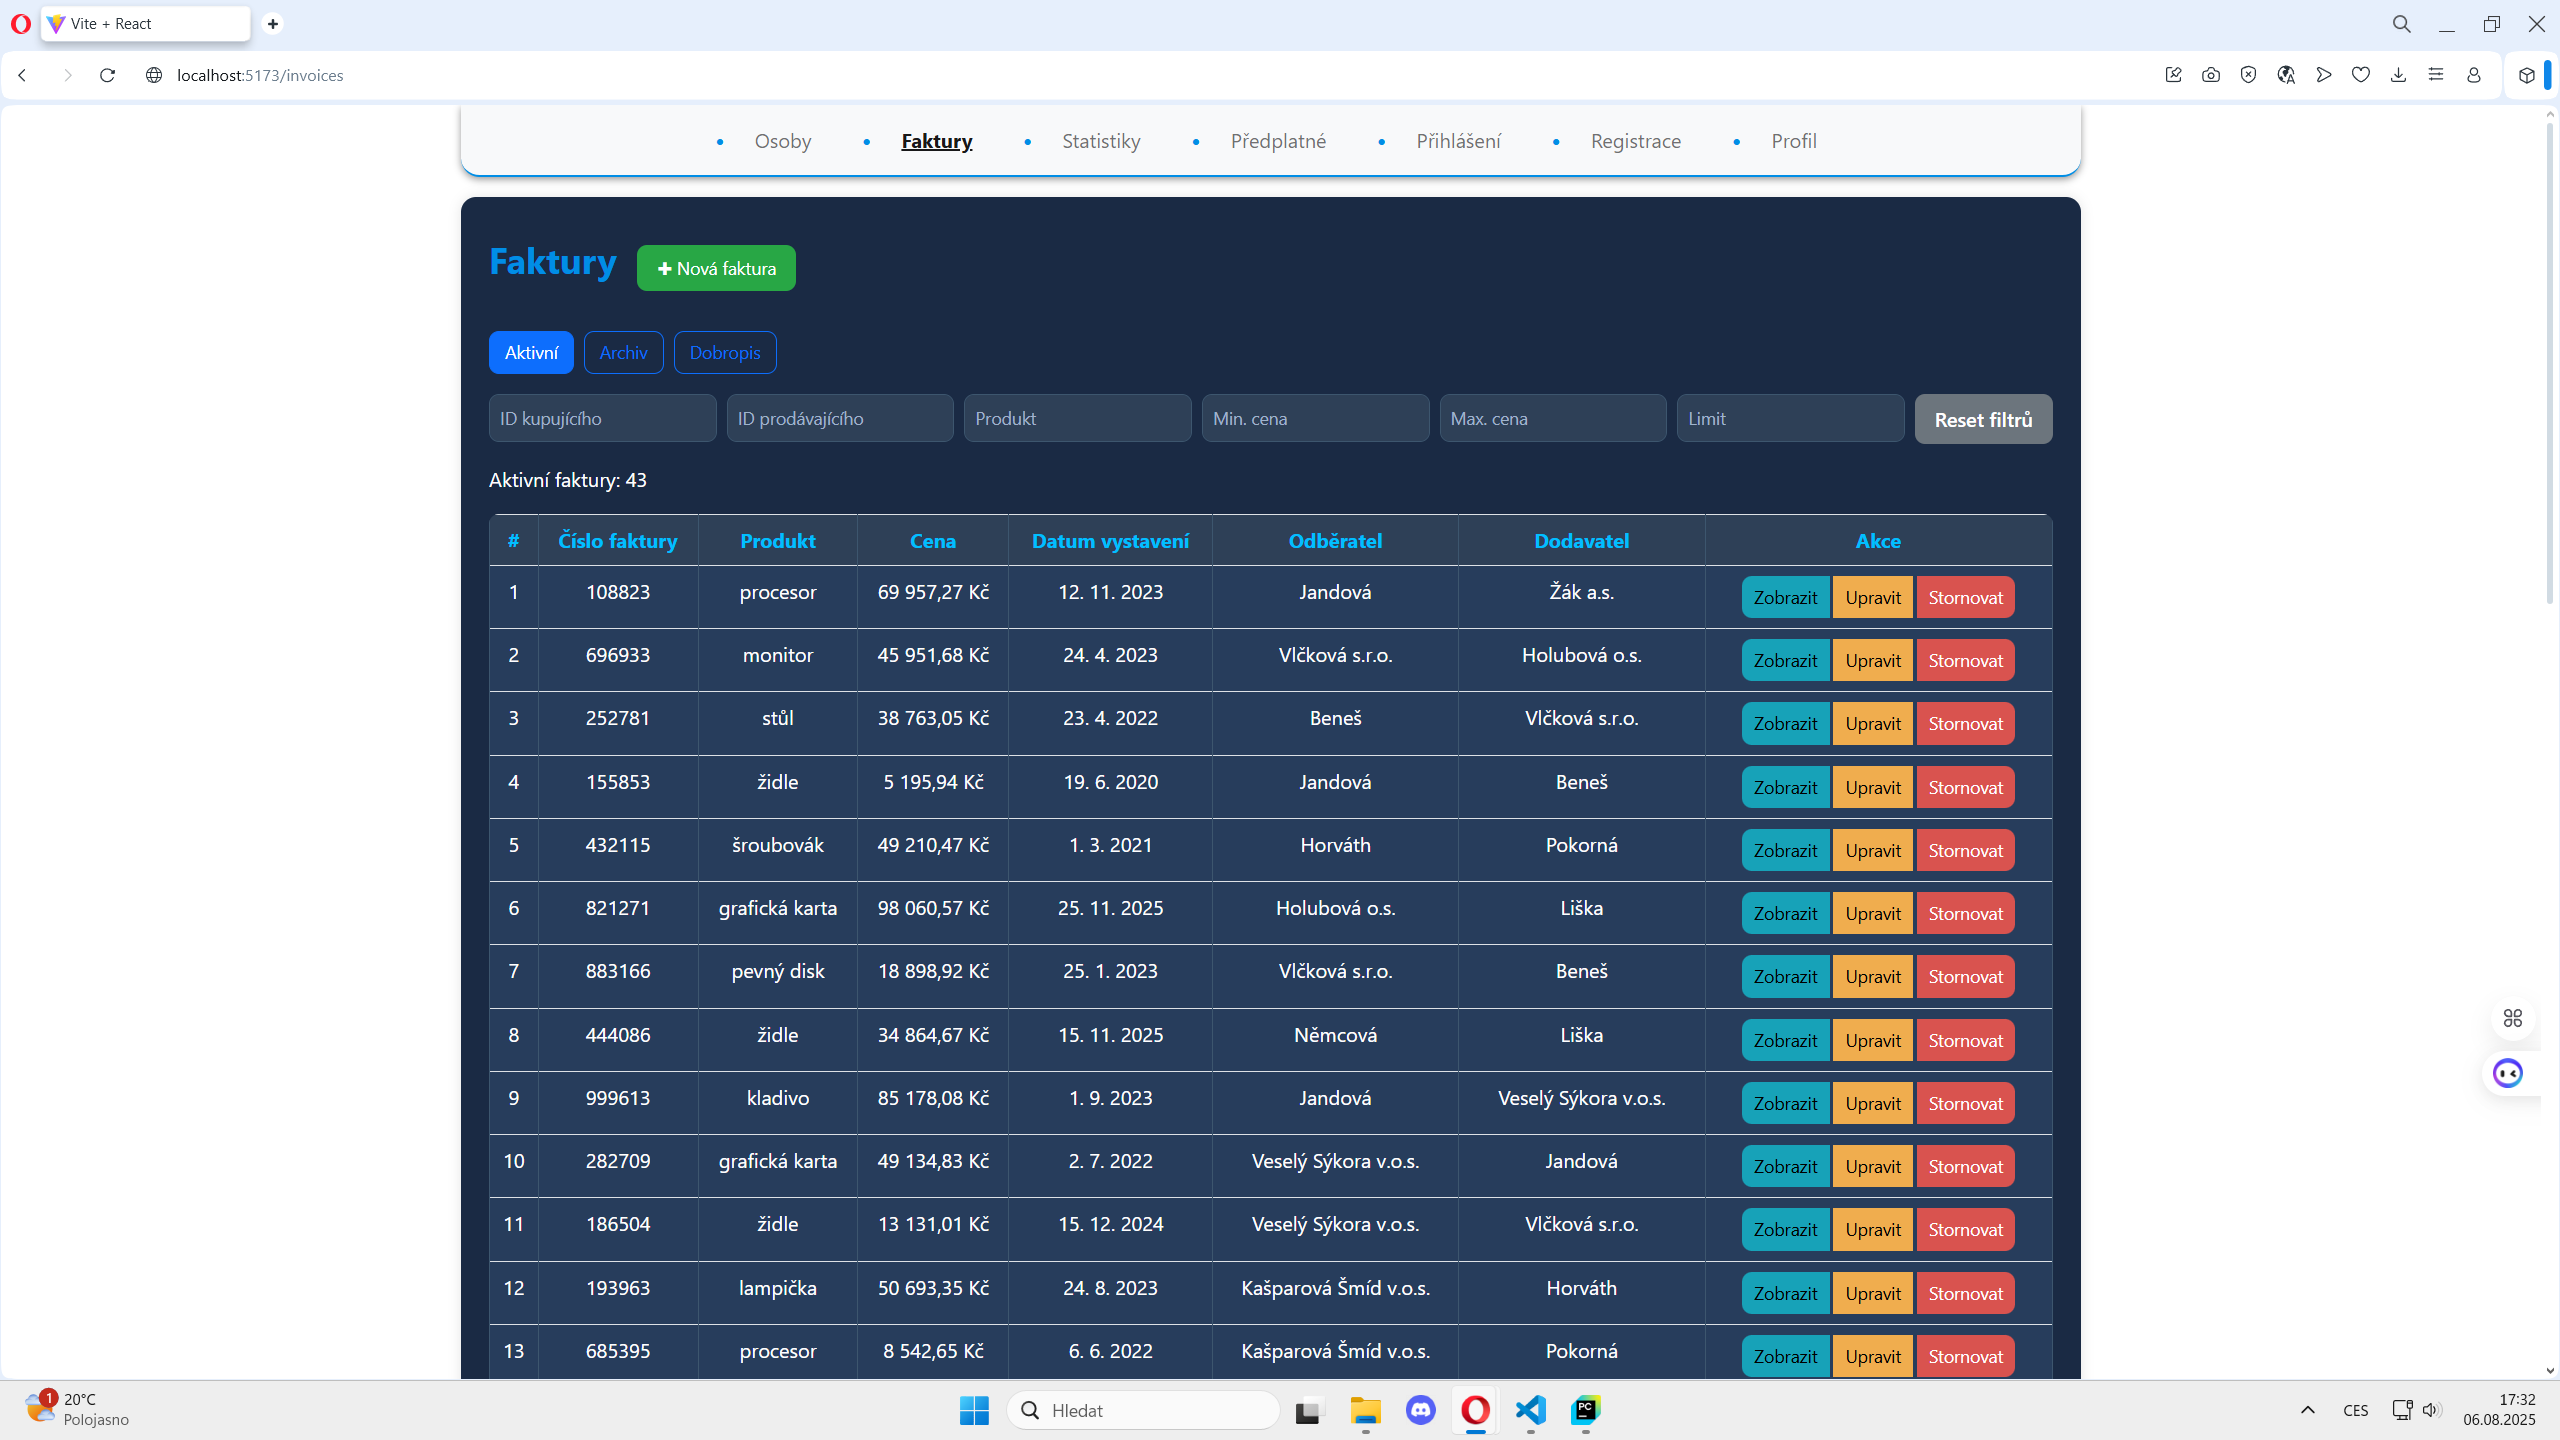 Vite + React
localhost:5173/invoices
Osoby Faktury Statistiky Předplatné Přihlášení Registrace Profil
Faktury
Nová faktura
Aktivní Archiv Dobropis
ID kupujícího ID prodávajícího Produkt Min. cena Max. cena Limit Reset filtrů
Aktivní faktury: 43
# Číslo faktury Produkt Cena Datum vystavení Odběratel Dodavatel Akce
1 108823 procesor 69 957,27 Kč 12. 11. 2023 Jandová Žák a.s. Zobrazit Upravit Stornovat
2 696933 monitor 45 951,68 Kč 24. 4. 2023 Vlčková s.r.o. Holubová o.s. Zobrazit Upravit Stornovat
3 252781 stůl 38 763,05 Kč 23. 4. 2022 Beneš Vlčková s.r.o. Zobrazit Upravit Stornovat
4 155853 židle 5 195,94 Kč 19. 6. 2020 Jandová Beneš Zobrazit Upravit Stornovat
5 432115 šroubovák 49 210,47 Kč 1. 3. 2021 Horváth Pokorná Zobrazit Upravit Stornovat
6 821271 grafická karta 98 060,57 Kč 25. 11. 2025 Holubová o.s. Liška Zobrazit Upravit Stornovat
7 883166 pevný disk 18 898,92 Kč 25. 1. 2023 Vlčková s.r.o. Beneš Zobrazit Upravit Stornovat
8 444086 židle 34 864,67 Kč 15. 11. 2025 Němcová Liška Zobrazit Upravit Stornovat
9 999613 kladivo 85 178,08 Kč 1. 9. 2023 Jandová Veselý Sýkora v.o.s. Zobrazit Upravit Stornovat
10 282709 grafická karta 49 134,83 Kč 2. 7. 2022 Veselý Sýkora v.o.s. Jandová Zobrazit Upravit Stornovat
11 186504 židle 13 131,01 Kč 15. 12. 2024 Veselý Sýkora v.o.s. Vlčková s.r.o. Zobrazit Upravit Stornovat
12 193963 lampička 50 693,35 Kč 24. 8. 2023 Kašparová Šmíd v.o.s. Horváth Zobrazit Upravit Stornovat
13 685395 procesor 8 542,65 Kč 6. 6. 2022 Kašparová Šmíd v.o.s. Pokorná Zobrazit Upravit Stornovat
1 20°C
Polojasno
Hledat
PC
CES
17:32
06.08.2025